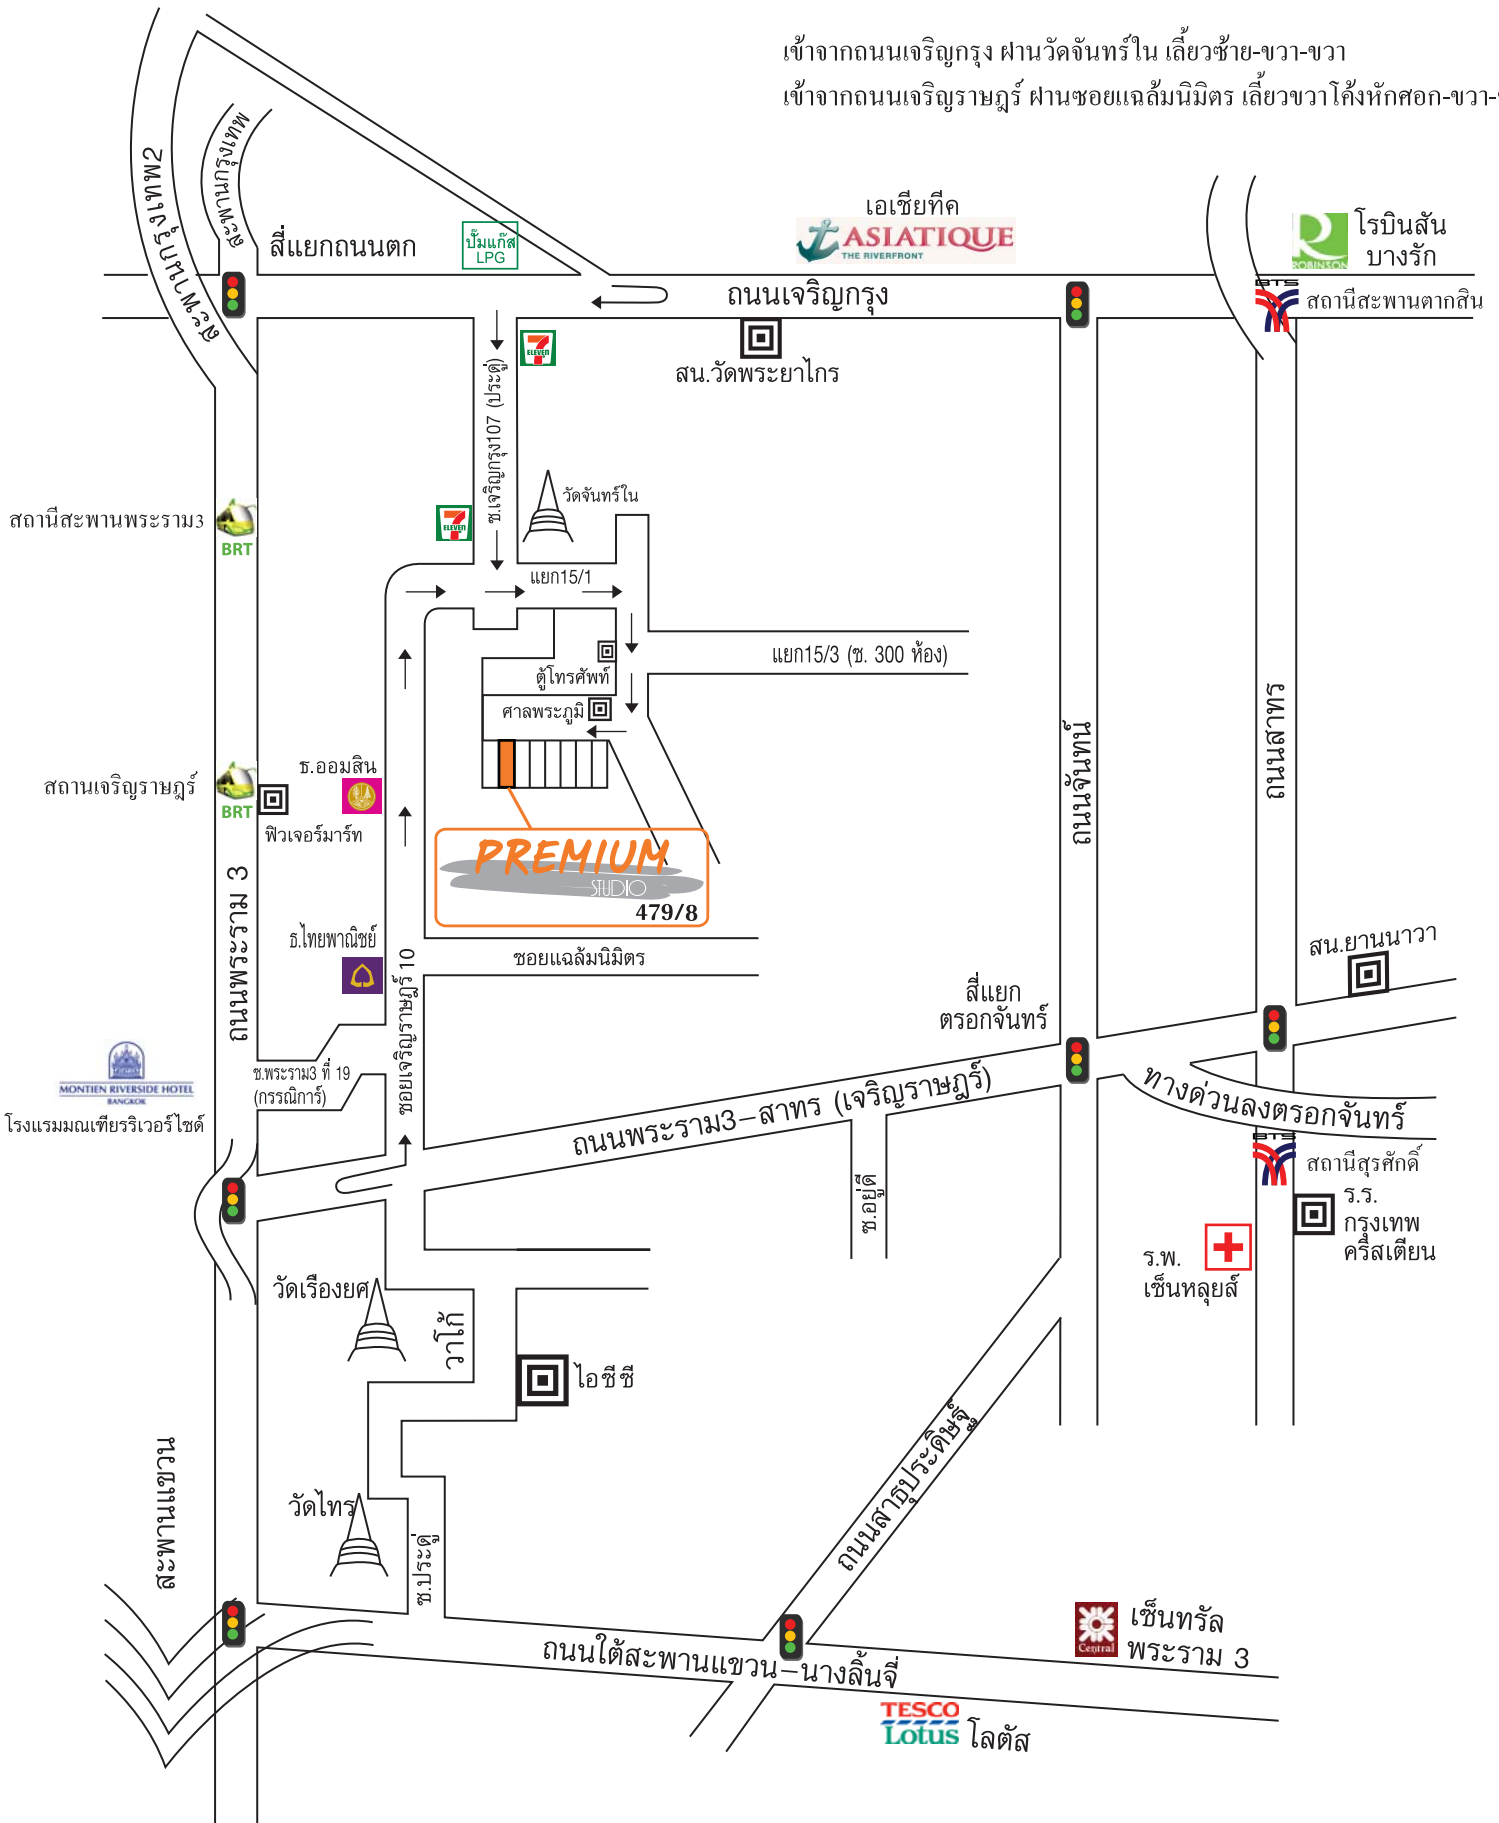 เข้าจากถนนเจริญกรุง ผ่านวัดจันทร์ใน เลี้ยวซ้าย-ขวา-ขวา
เข้าจากถนนเจริญราษฎร์ ผ่านซอยแฉล้มนิมิตร เลี้ยวขวาโค้งหักศอก-ขวา-
สะพานกรุงเทพ2
สะพานกรุงเทพ
สี่แยกถนนตก
ปั๊มแก๊ส
LPG
เอเชียทีค
ASIATIQUE
THE RIVERFRONT
ROBINSON
โรบินสัน
บางรัก
ถนนเจริญกรุง
BTS
สถานีสะพานตากสิน
ELEVEN
สน.วัดพระยาไกร
ซ.เจริญกรุง107 (ประดู่)
วัดจันทร์ใน
สถานีสะพานพระราม3
BRT
ELEVEN
แยก15/1
แยก15/3 (ซ. 300 ห้อง)
ตู้โทรศัพท์
ศาลพระภูมิ
ถนนจันทน์
ถนนสาทร
สถานเจริญราษฎร์
BRT
ธ.ออมสิน
ฟิวเจอร์มาร์ท
PREMIUM
STUDIO
479/8
ถนนพระราม 3
ธ.ไทยพาณิชย์
ซอยแฉล้มนิมิตร
สน.ยานนาวา
ซอยเจริญราษฎร์ 10
สี่แยก
ตรอกจันทร์
MONTIEN RIVERSIDE HOTEL
BANGKOK
โรงแรมมณเฑียรริเวอร์ไซด์
ซ.พระราม3 ที่ 19
(กรรณิการ์)
ถนนพระราม3-สาทร (เจริญราษฎร์)
ทางด่วนลงตรอกจันทร์
BTS
สถานีสุรศักดิ์
ซ.อยู่ดี
ร.ร.
กรุงเทพ
คริสเตียน
ร.พ.
เซ็นหลุยส์
วัดเรืองยศ
วาโก้
ไอซีซี
ถนนสาธุประดิษฐ์
สะพานแขวน
วัดไทร
ซ.ประดู่
ถนนใต้สะพานแขวน-นางลิ้นจี่
Central
เซ็นทรัล
พระราม 3
TESCO
Lotus
โลตัส